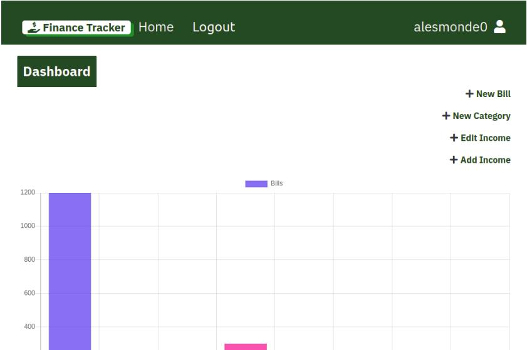 Finance Tracker Home Logout alesmonde0
Dashboard
+ New Bill
+ New Category
+ Edit Income
+ Add Income
Bills
1200
1000
800
600
400